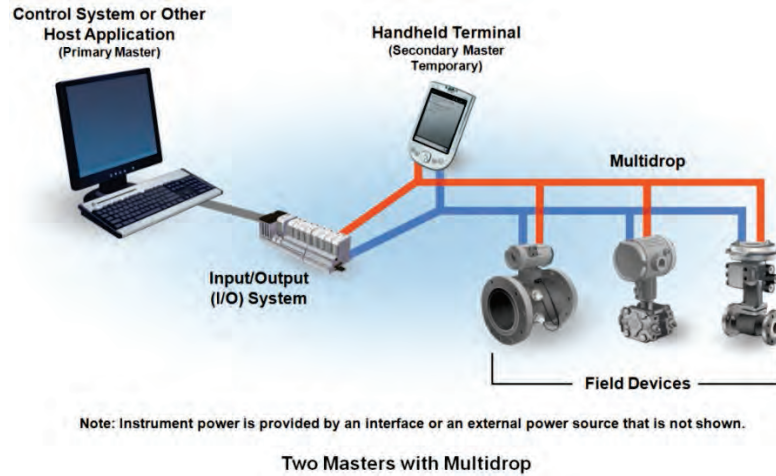 Control System or Other
Host Application
(Primary Master)
Handheld Terminal
(Secondary Master
Temporary)
Multidrop
Input/Output
(I/O) System
Field Devices
Note: Instrument power is provided by an interface or an external power source that is not shown.
Two Masters with Multidrop